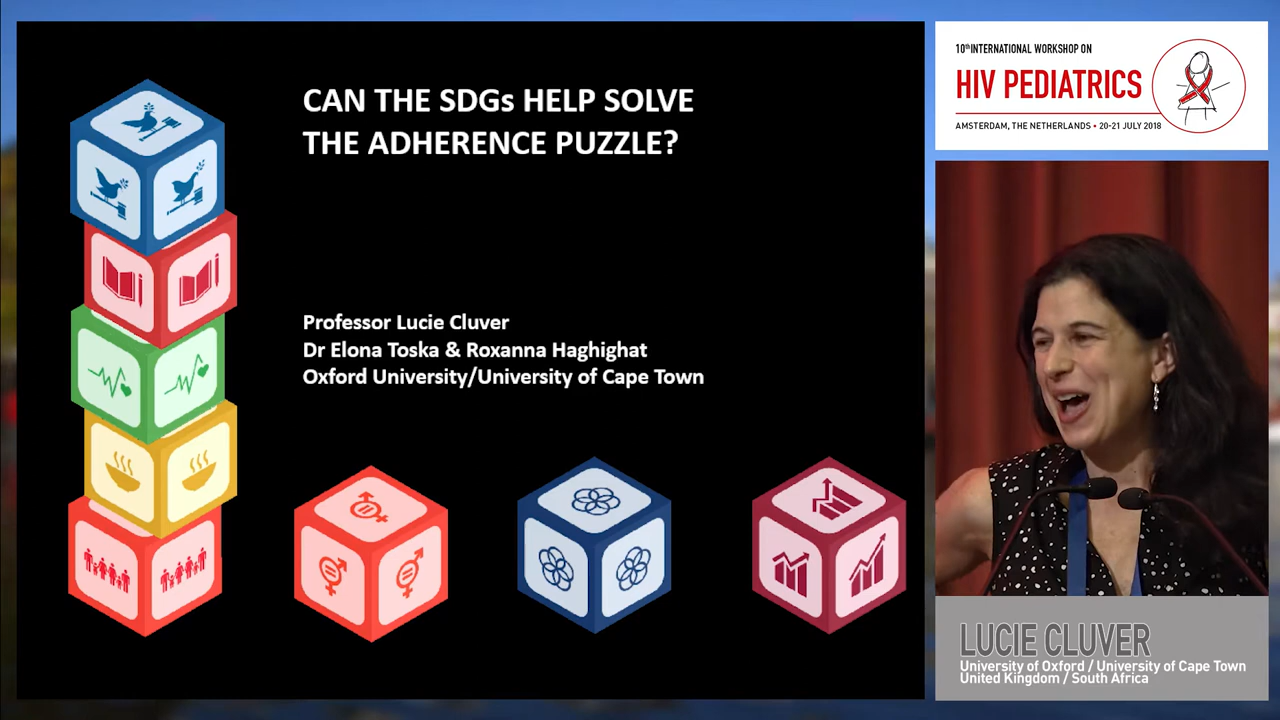 CAN THE SDGs HELP SOLVE
THE ADHERENCE PUZZLE?
Professor Lucie Cluver
Dr Elona Toska & Roxanna Haghighat
Oxford University/University of Cape Town
10th INTERNATIONAL WORKSHOP ON
HIV PEDIATRICS
AMSTERDAM, THE NETHERLANDS • 20-21 JULY 2018
LUCIE CLUVER
University of Oxford / University of Cape Town
United Kingdom / South Africa